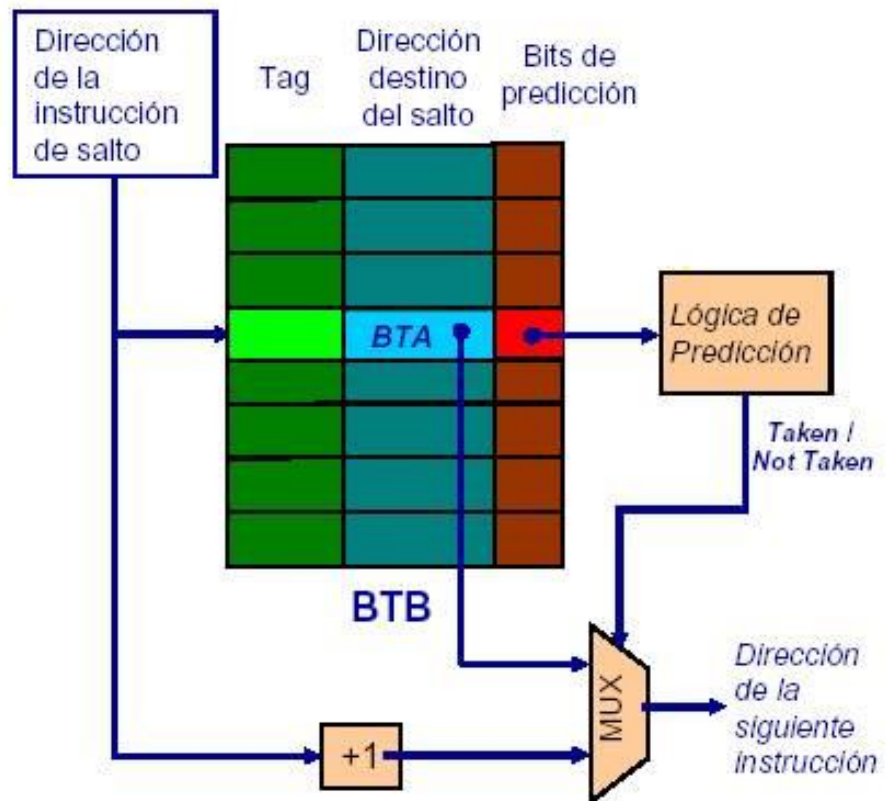 Dirección
de la
instrucción
de salto
Tag
Dirección
destino
del salto
Bits de
predicción
BTA
Lógica de
Predicción
Taken /
Not Taken
BTB
MUX
Dirección
de la
siguiente
instrucción
+1